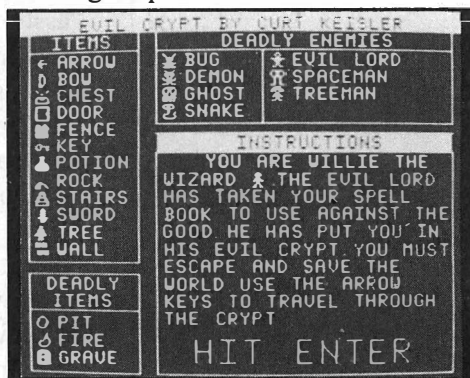 EVIL CRYPT BY CURT KEISLER
ITEMS
ARROW
BOW
CHEST
DOOR
FENCE
KEY
POTION
ROCK
STAIRS
SWORD
TREE
WALL
DEADLY
ITEMS
PIT
FIRE
GRAVE
DEADLY ENEMIES
BUG
DEMON
GHOST
SNAKE
EVIL LORD
SPACEMAN
TREEMAN
INSTRUCTIONS
YOU ARE WILLIE THE
WIZARD .THE EVIL LORD
HAS TAKEN YOUR SPELL
BOOK TO USE AGAINST THE
GOOD.HE HAS PUT YOU IN
HIS EVIL CRYPT.YOU MUST
ESCAPE AND SAVE THE
WORLD USE THE ARROW
KEYS TO TRAVEL THROUGH
THE CRYPT
HIT ENTER